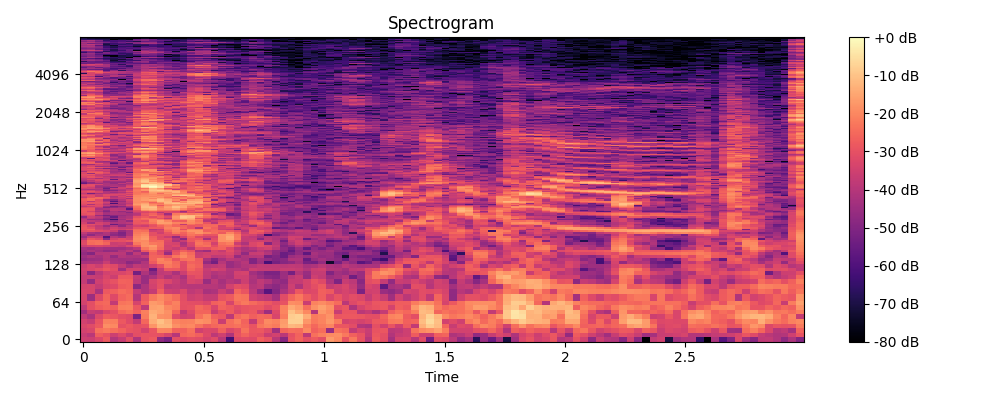 Spectrogram
Hz
4096
2048
1024
512
256
128
64
0
0
0.5
1
1.5
2
2.5
Time
+0 dB
-10 dB
-20 dB
-30 dB
-40 dB
-50 dB
-60 dB
-70 dB
-80 dB